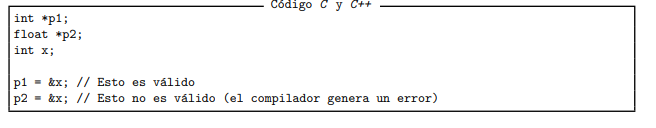 Código C y C++
int *p1;
float *p2;
int x;
p1 = &x; // Esto es válido
p2 = &x; // Esto no es válido (el compilador genera un error)